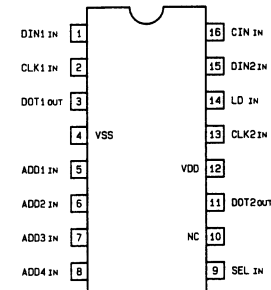 DIN1 IN 1 16 CIN IN
CLK1 IN 2 15 DIN2 IN
DOT1 OUT 3 14 LD IN
4 VSS 13 CLK2 IN
ADD1 IN 5 VDD 12
ADD2 IN 6 11 DOT2 OUT
ADD3 IN 7 NC 10
ADD4 IN 8 9 SEL IN